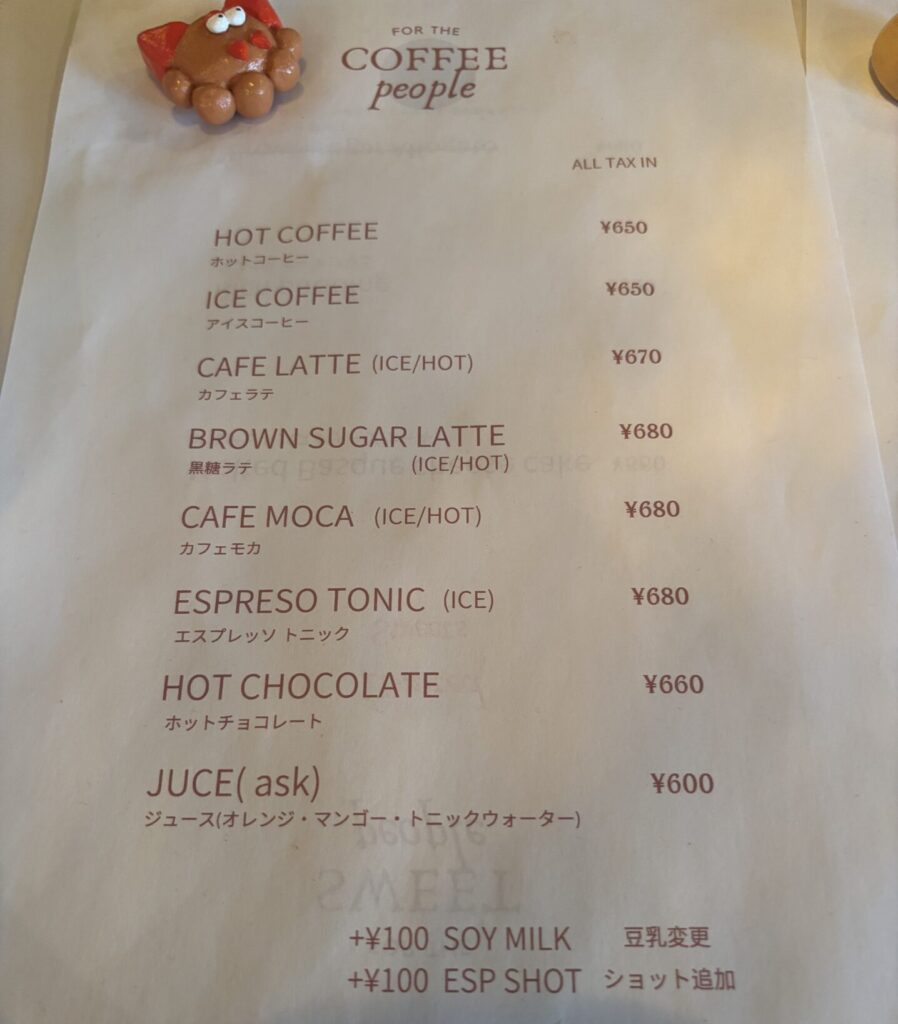 FOR THE
COFFEE
people
ALL TAX IN
HOT COFFEE ¥650
ホットコーヒー
ICE COFFEE ¥650
アイスコーヒー
CAFE LATTE (ICE/HOT) ¥670
カフェラテ
BROWN SUGAR LATTE ¥680
黒糖ラテ (ICE/HOT)
CAFE MOCA (ICE/HOT) ¥680
カフェモカ
ESPRESO TONIC (ICE) ¥680
エスプレッソ トニック
HOT CHOCOLATE ¥660
ホットチョコレート
JUCE( ask) ¥600
ジュース(オレンジ・マンゴー・トニックウォーター)
+¥100 SOY MILK 豆乳変更
+¥100 ESP SHOT ショット追加